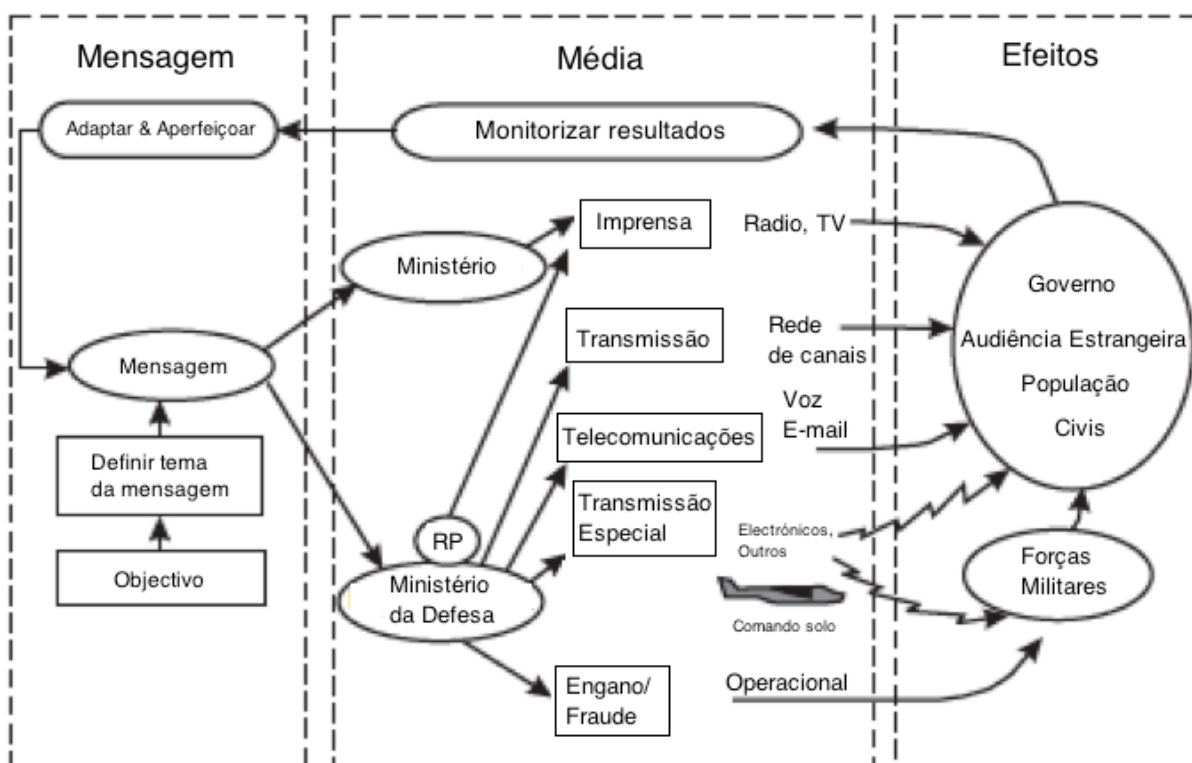 Mensagem
Adaptar & Aperfeiçoar
Mensagem
Definir tema
da mensagem
Objectivo
Média
Monitorizar resultados
Imprensa
Ministério
Transmissão
Telecomunicações
Transmissão
Especial
RP
Ministério
da Defesa
Engano/
Fraude
Radio, TV
Rede
de canais
Voz
E-mail
Electrónicos,
Outros
Comando solo
Operacional
Efeitos
Governo
Audiência Estrangeira
População
Civis
Forças
Militares